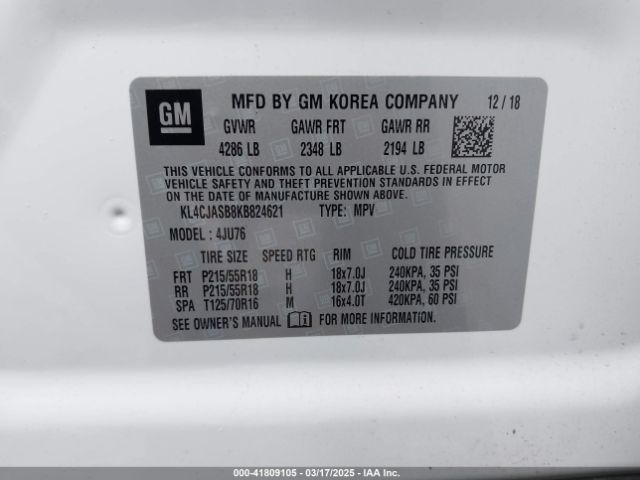 GM MFD BY GM KOREA COMPANY 12 / 18
GVWR GAWR FRT GAWR RR
4286 LB 2348 LB 2194 LB
THIS VEHICLE CONFORMS TO ALL APPLICABLE U.S. FEDERAL MOTOR
VEHICLE SAFETY AND THEFT PREVENTION STANDARDS IN EFFECT
ON THE DATE OF MANUFACTURE SHOWN ABOVE.
KL4CJASB8KB824621 TYPE: MPV
MODEL : 4JU76
TIRE SIZE SPEED RTG RIM COLD TIRE PRESSURE
FRT P215/55R18 H 18x7.0J 240KPA, 35 PSI
RR P215/55R18 H 18x7.0J 240KPA, 35 PSI
SPA T125/70R16 M 16x4.0T 420KPA, 60 PSI
SEE OWNER'S MANUAL FOR MORE INFORMATION.
000-41809105 - 03/17/2025 - IAA Inc.